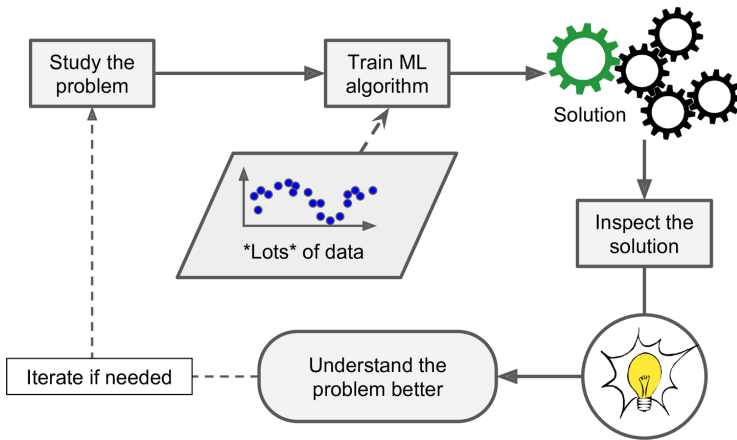 Study the
problem
Train ML
algorithm
Solution
*Lots* of data
Inspect the
solution
Understand the
problem better
Iterate if needed